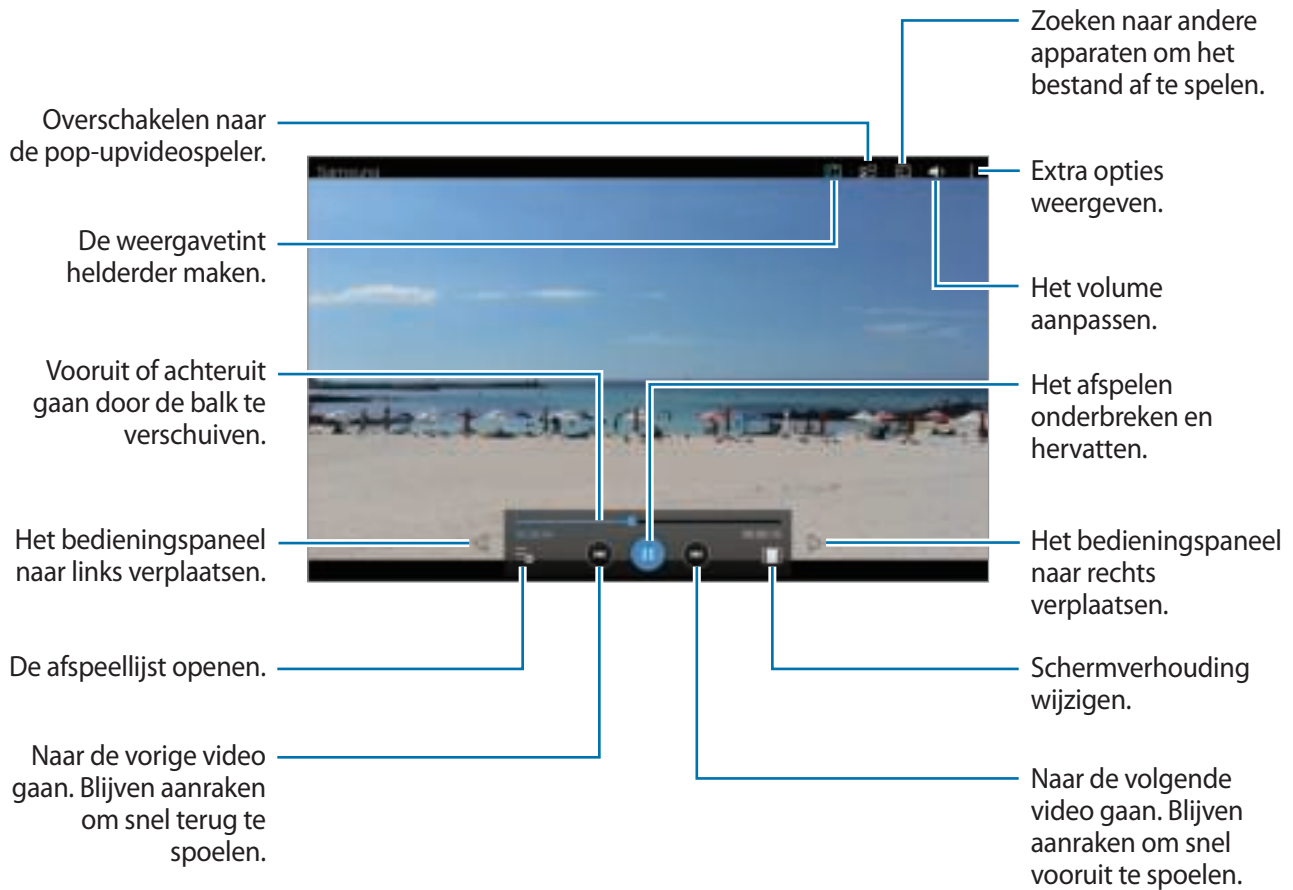 Zoeken naar andere
apparaten om het
bestand af te spelen.
Overschakelen naar
de pop-upvideospeler.
Samsung
Extra opties
weergeven.
De weergavetint
helderder maken.
Het volume
aanpassen.
Vooruit of achteruit
gaan door de balk te
verschuiven.
Het afspelen
onderbreken en
hervatten.
Het bedieningspaneel
naar links verplaatsen.
Het bedieningspaneel
naar rechts
verplaatsen.
De afspeellijst openen.
Schermverhouding
wijzigen.
Naar de vorige video
gaan. Blijven aanraken
om snel terug te
spoelen.
Naar de volgende
video gaan. Blijven
aanraken om snel
vooruit te spoelen.